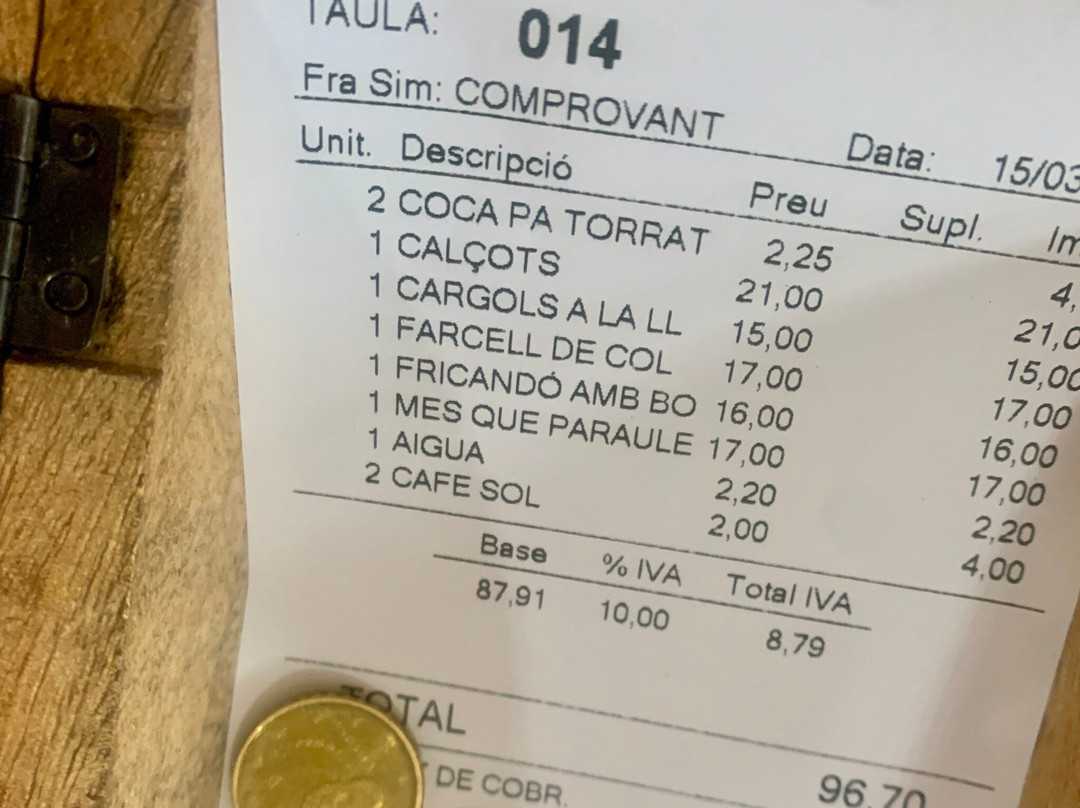 TAULA: 014
Fra Sim: COMPROVANT Data: 15/03
Unit. Descripció Preu Supl. Im
2 COCA PA TORRAT 2,25 4,
1 CALÇOTS 21,00 21,0
1 CARGOLS A LA LL 15,00 15,00
1 FARCELL DE COL 17,00 17,00
1 FRICANDÓ AMB BO 16,00 16,00
1 MES QUE PARAULE 17,00 17,00
1 AIGUA 2,20 2,20
2 CAFE SOL 2,00 4,00
Base % IVA Total IVA
87,91 10,00 8,79
TOTAL 96,70
DE COBR.